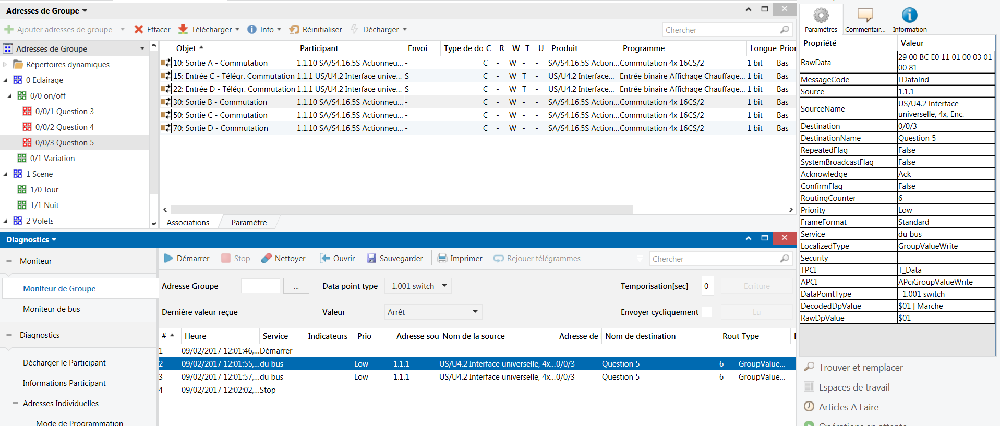 Adresses de Groupe
Ajouter adresses de groupe Effacer Télécharger Info Réinitialiser Décharger Chercher
Adresses de Groupe
Répertoires dynamiques
0 Eclairage
0/0 on/off
0/0/1 Question 3
0/0/2 Question 4
0/0/3 Question 5
0/1 Variation
1 Scene
1/0 Jour
1/1 Nuit
2 Volets
Objet Participant Envoi Type de do C R W T U Produit Programme Longue Prior
10: Sortie A - Commutation 1.1.10 SA/S4.16.5S Actionneu... - C - W - - SA/S4.16.5S Action... Commutation 4x 16CS/2 1 bit Bas
15: Entrée C - Télégr. Commutation 1.1.1 US/U4.2 Interface unive... S C - W T - US/U4.2 Interface... Entrée binaire Affichage Chauffage... 1 bit Bas
22: Entrée D - Télégr. Commutation 1.1.1 US/U4.2 Interface unive... S C - W T - US/U4.2 Interface... Entrée binaire Affichage Chauffage... 1 bit Bas
30: Sortie B - Commutation 1.1.10 SA/S4.16.5S Actionneu... - C - W - - SA/S4.16.5S Action... Commutation 4x 16CS/2 1 bit Bas
50: Sortie C - Commutation 1.1.10 SA/S4.16.5S Actionneu... - C - W - - SA/S4.16.5S Action... Commutation 4x 16CS/2 1 bit Bas
70: Sortie D - Commutation 1.1.10 SA/S4.16.5S Actionneu... - C - W - - SA/S4.16.5S Action... Commutation 4x 16CS/2 1 bit Bas
Associations Paramètre
Diagnostics
Moniteur
Moniteur de Groupe
Moniteur de bus
Diagnostics
Décharger le Participant
Informations Participant
Adresses Individuelles
Mode de Programmation
Démarrer Stop Nettoyer Ouvrir Sauvegarder Imprimer Rejouer télégrammes Chercher
Adresse Groupe ... Data point type 1.001 switch Temporisation[sec] 0 Ecriture
Dernière valeur reçue Valeur Arrêt Envoyer cycliquement Lu
# Heure Service Indicateurs Prio Adresse sou Nom de la source Adresse de Nom de destination Rout Type
1 09/02/2017 12:01:46,... Démarrer
2 09/02/2017 12:01:55,... du bus Low 1.1.1 US/U4.2 Interface universelle, 4x... 0/0/3 Question 5 6 GroupValue...
3 09/02/2017 12:01:57,... du bus Low 1.1.1 US/U4.2 Interface universelle, 4x... 0/0/3 Question 5 6 GroupValue...
4 09/02/2017 12:02:02,... Stop
Paramètres Commentair... Information
Propriété Valeur
RawData 29 00 BC E0 11 01 00 03 01
00 81
MessageCode LDataInd
Source 1.1.1
SourceName US/U4.2 Interface
universelle, 4x, Enc.
Destination 0/0/3
DestinationName Question 5
RepeatedFlag False
SystemBroadcastFlag False
Acknowledge Ack
ConfirmFlag False
RoutingCounter 6
Priority Low
FrameFormat Standard
Service du bus
LocalizedType GroupValueWrite
Security
TPCI T_Data
APCI APciGroupValueWrite
DataPointType 1.001 switch
DecodedDpValue $01 | Marche
RawDpValue $01
Trouver et remplacer
Espaces de travail
Articles A Faire